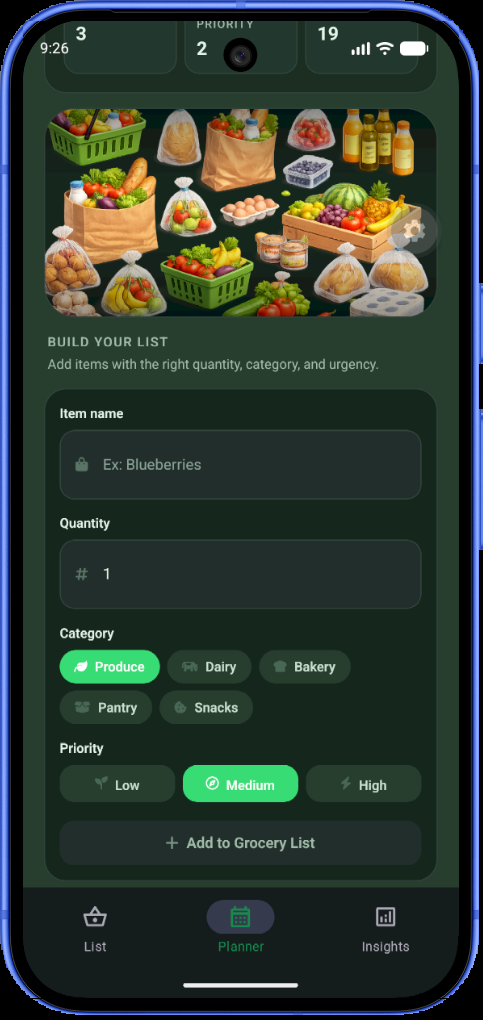 PRIORITY
3
2
19
9:26
BUILD YOUR LIST
Add items with the right quantity, category, and urgency.
Item name
Ex: Blueberries
Quantity
# 1
Category
Produce Dairy Bakery
Pantry Snacks
Priority
Low Medium High
+ Add to Grocery List
List Planner Insights